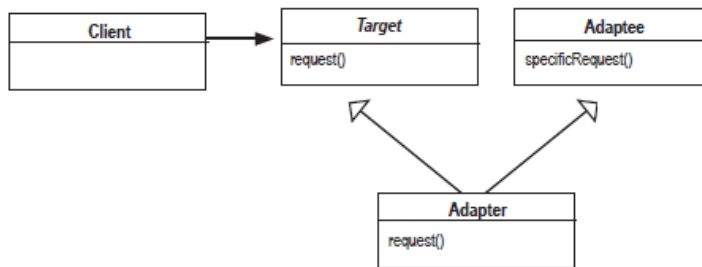 Client
Target
request()
Adaptee
specificRequest()
Adapter
request()